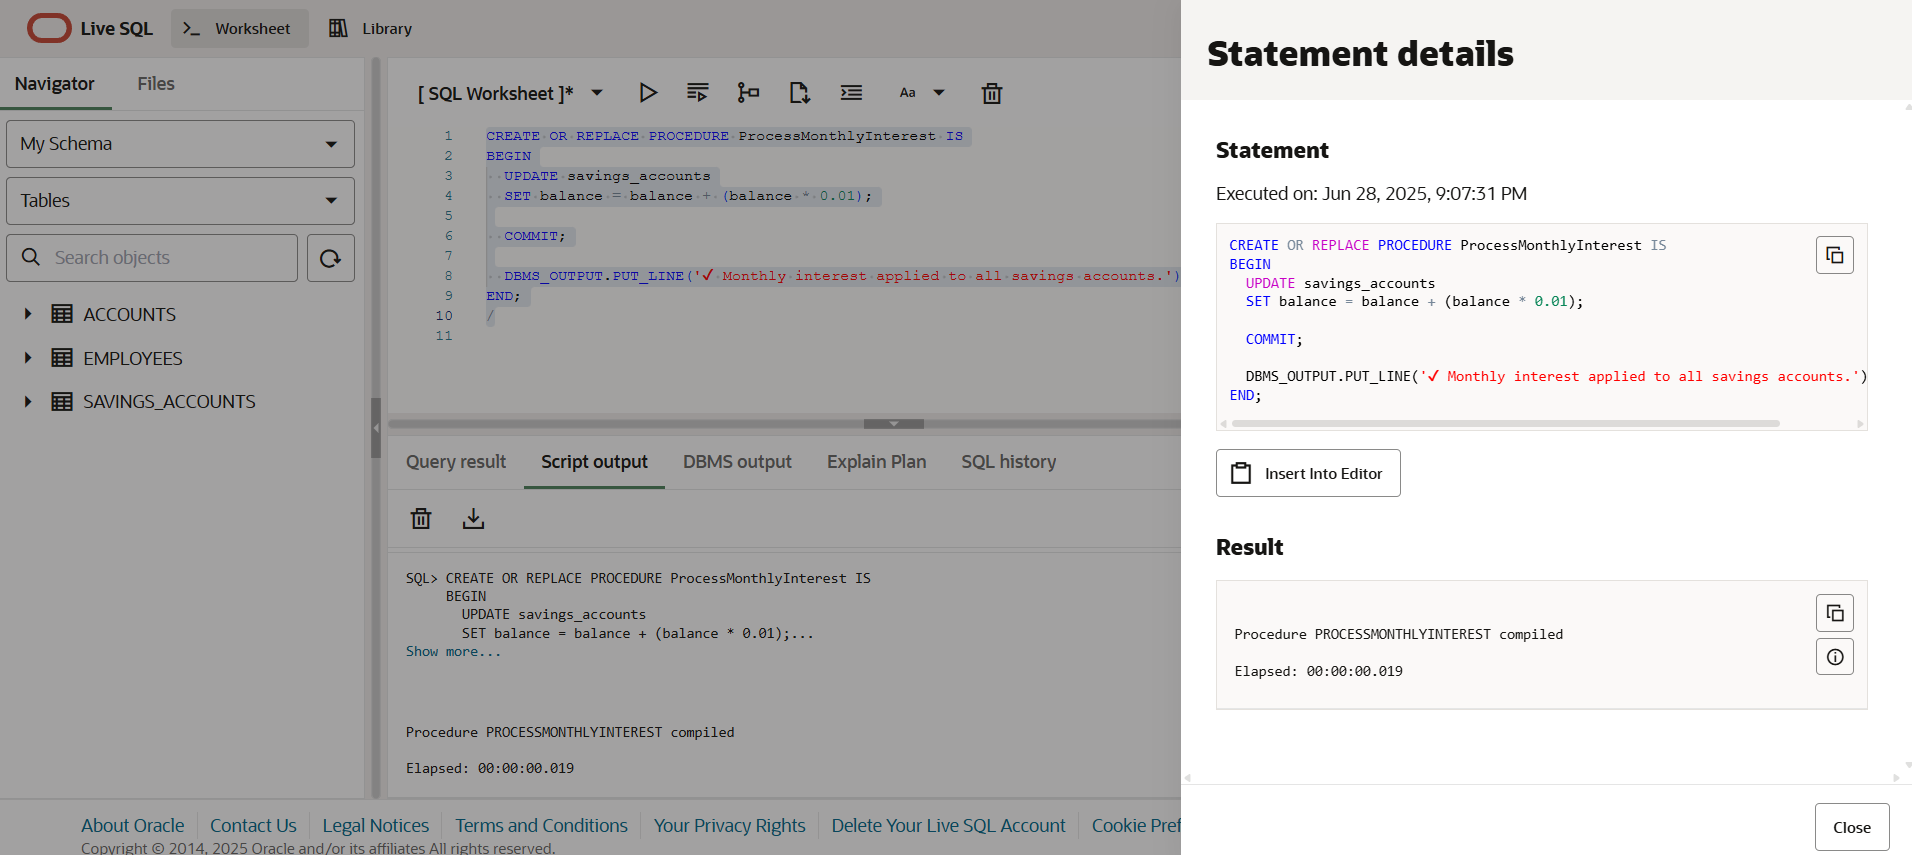 Live SQL
Worksheet
Library
Navigator
Files
My Schema
Tables
Search objects
ACCOUNTS
EMPLOYEES
SAVINGS_ACCOUNTS
[ SQL Worksheet ]*
Aa
1 CREATE OR REPLACE PROCEDURE ProcessMonthlyInterest IS
2 BEGIN
3 UPDATE savings_accounts
4 SET balance = balance + (balance * 0.01);
5
6 COMMIT;
7
8 DBMS_OUTPUT.PUT_LINE('✓ Monthly interest applied to all savings accounts.')
9 END;
10 /
11
Query result
Script output
DBMS output
Explain Plan
SQL history
SQL> CREATE OR REPLACE PROCEDURE ProcessMonthlyInterest IS
BEGIN
UPDATE savings_accounts
SET balance = balance + (balance * 0.01);...
Show more...
Procedure PROCESSMONTHLYINTEREST compiled
Elapsed: 00:00:00.019
About Oracle
Contact Us
Legal Notices
Terms and Conditions
Your Privacy Rights
Delete Your Live SQL Account
Cookie Pref
Copyright © 2014, 2025 Oracle and/or its affiliates All rights reserved.
Statement details
Statement
Executed on: Jun 28, 2025, 9:07:31 PM
CREATE OR REPLACE PROCEDURE ProcessMonthlyInterest IS
BEGIN
UPDATE savings_accounts
SET balance = balance + (balance * 0.01);
COMMIT;
DBMS_OUTPUT.PUT_LINE('✓ Monthly interest applied to all savings accounts.')
END;
Insert Into Editor
Result
Procedure PROCESSMONTHLYINTEREST compiled
Elapsed: 00:00:00.019
Close